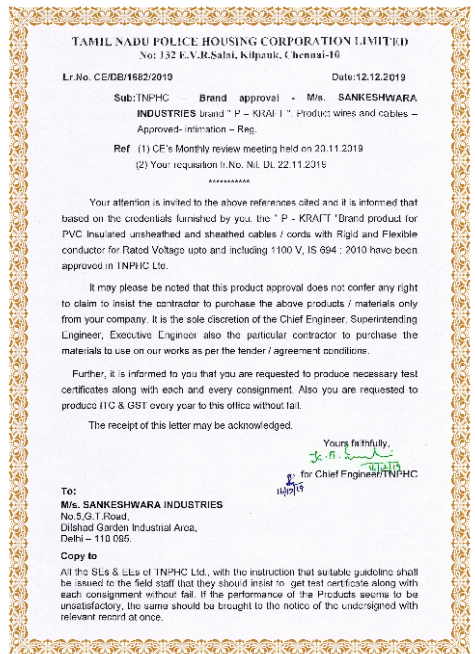 TAMIL NADU POLICE HOUSING CORPORATION LIMITED
No: 132 E.V.R.Salai, Kilpauk, Chennai-10
Lr.No. CE/DB/1682/2019 Date:12.12.2019
Sub:TNPHC – Brand approval - M/s. SANKESHWARA
INDUSTRIES brand " P – KRAFT ". Product wires and cables –
Approved- intimation – Reg.
Ref (1) CE's Monthly review meeting held on 20.11.2019
(2) Your requisition lr.No. Nil. Dt. 22.11.2019
***********
Your attention is invited to the above references cited and it is informed that
based on the credentials furnished by you, the " P - KRAFT "Brand product for
PVC Insulated unsheathed and sheathed cables / cords with Rigid and Flexible
conductor for Rated Voltage upto and including 1100 V, IS 694 : 2010 have been
approved in TNPHC Ltd.
It may please be noted that this product approval does not confer any right
to claim to insist the contractor to purchase the above products / materials only
from your company. It is the sole discretion of the Chief Engineer, Superintending
Engineer, Executive Engineer also the particular contractor to purchase the
materials to use on our works as per the tender / agreement conditions.
Further, it is informed to you that you are requested to produce necessary test
certificates along with each and every consignment. Also you are requested to
produce ITC & GST every year to this office without fail.
The receipt of this letter may be acknowledged.
Yours faithfully,
for Chief Engineer/TNPHC
To:
M/s. SANKESHWARA INDUSTRIES
No.5,G.T.Road,
Dilshad Garden Industrial Area,
Delhi – 110 095.
Copy to
All the SEs & EEs of TNPHC Ltd., with the instruction that suitable guideline shall
be issued to the field staff that they should insist to get test certificate along with
each consignment without fail. If the performance of the Products seems to be
unsatisfactory, the same should be brought to the notice of the undersigned with
relevant record at once.